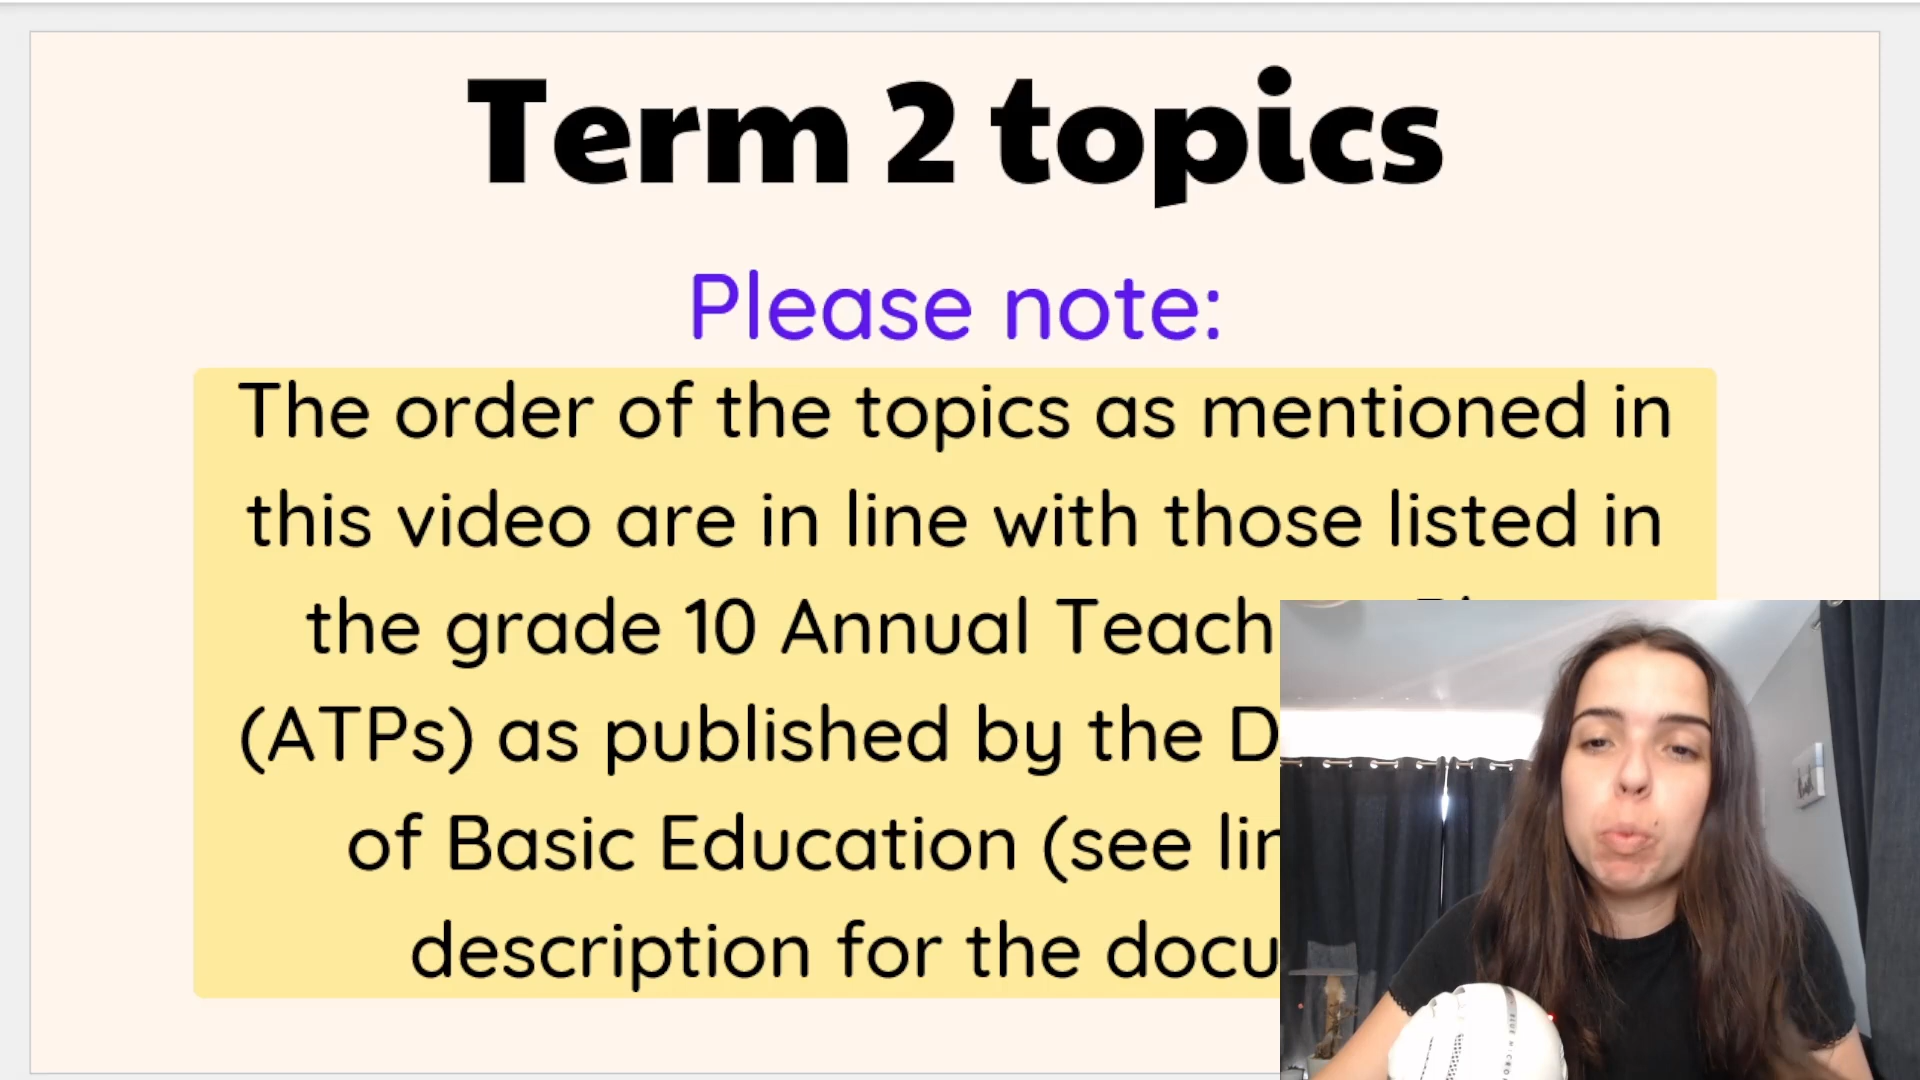 Term 2 topics
Please note:
The order of the topics as mentioned in
this video are in line with those listed in
the grade 10 Annual Teach
(ATPs) as published by the D
of Basic Education (see
description for the docu